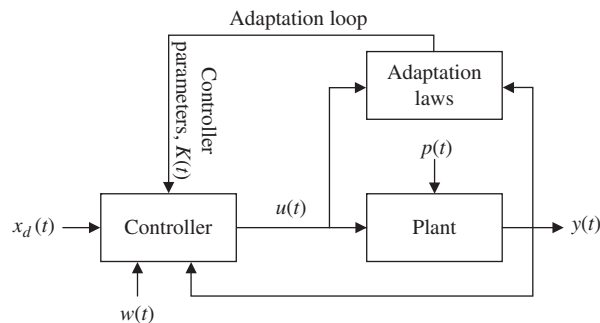 Adaptation loop
Controller
parameters, K(t)
Adaptation
laws
p(t)
u(t)
x_d(t)
Controller
Plant
y(t)
w(t)